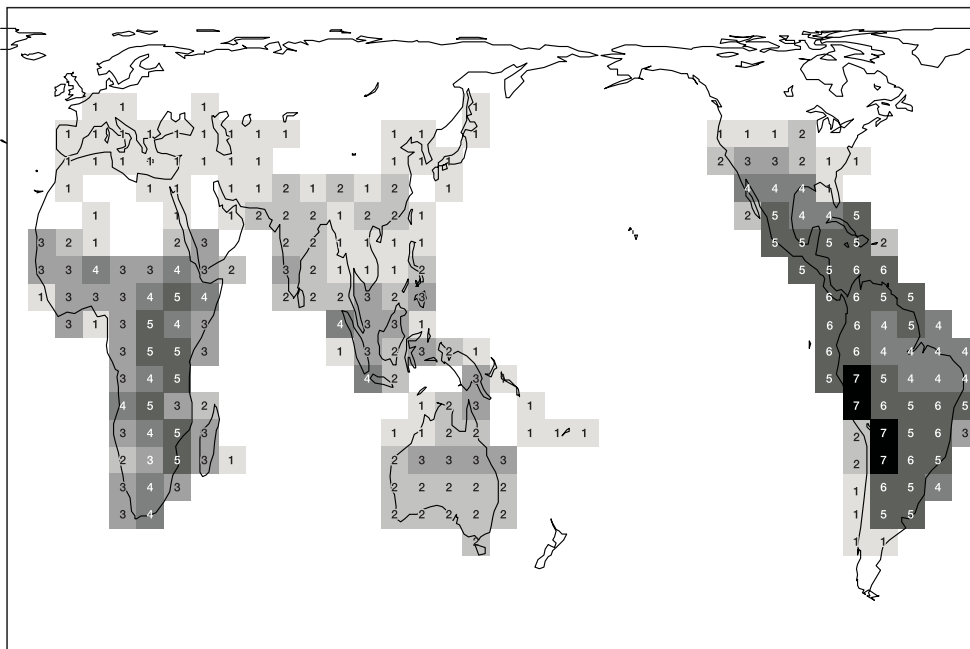 1 1 1 1
1 1 1 1 1 1 1 1 1 1 1 1 1 1 1 2
1 1 1 1 1 1 1 1 1 1 1 2 3 3 2 1 1
1 1 1 1 1 2 1 2 1 2 1 4 4 4 1
1 1 1 2 2 2 1 2 2 1 2 5 4 4 5
3 2 1 2 3 2 2 1 1 1 1 5 5 5 5 2
3 3 4 3 3 4 3 2 3 2 1 1 1 2 5 5 6 6
1 3 3 3 4 5 4 2 2 2 3 2 3 6 6 5 5
3 1 3 5 4 3 4 3 3 1 6 6 4 5 4
3 5 5 3 1 3 2 3 2 1 6 6 4 4 4 4
3 4 5 4 2 3 5 7 5 4 4 4
4 5 3 2 1 2 3 1 7 6 5 6 5
3 4 5 3 1 1 2 2 1 1 1 2 7 5 6 3
2 3 5 3 1 2 3 3 3 3 2 7 6 5
3 4 3 2 2 2 2 2 1 6 5 4
3 4 2 2 2 2 2 1 5 5
2 1 1